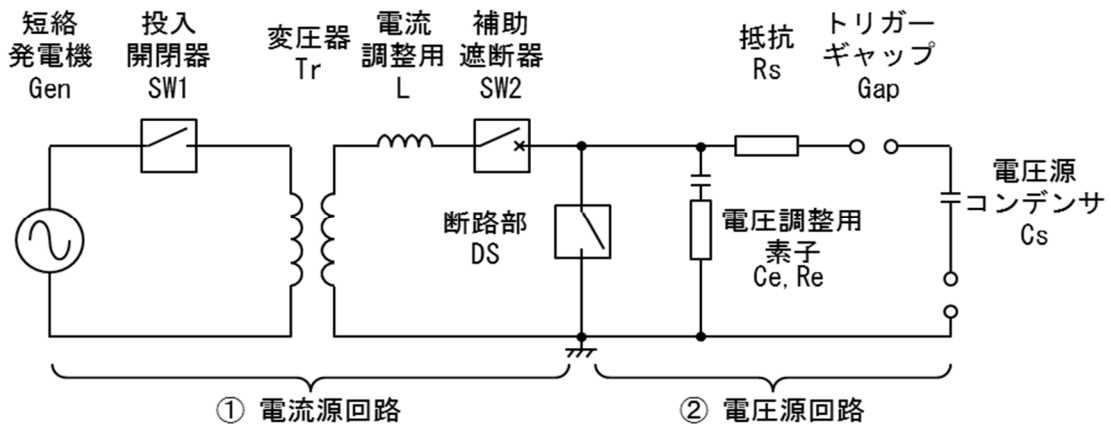 短絡
発電機
Gen
投入
開閉器
SW1
変圧器
Tr
電流
調整用
L
補助
遮断器
SW2
抵抗
Rs
トリガー
ギャップ
Gap
断路部
DS
電圧調整用
素子
Ce,Re
電圧源
コンデンサ
Cs
① 電流源回路
② 電圧源回路